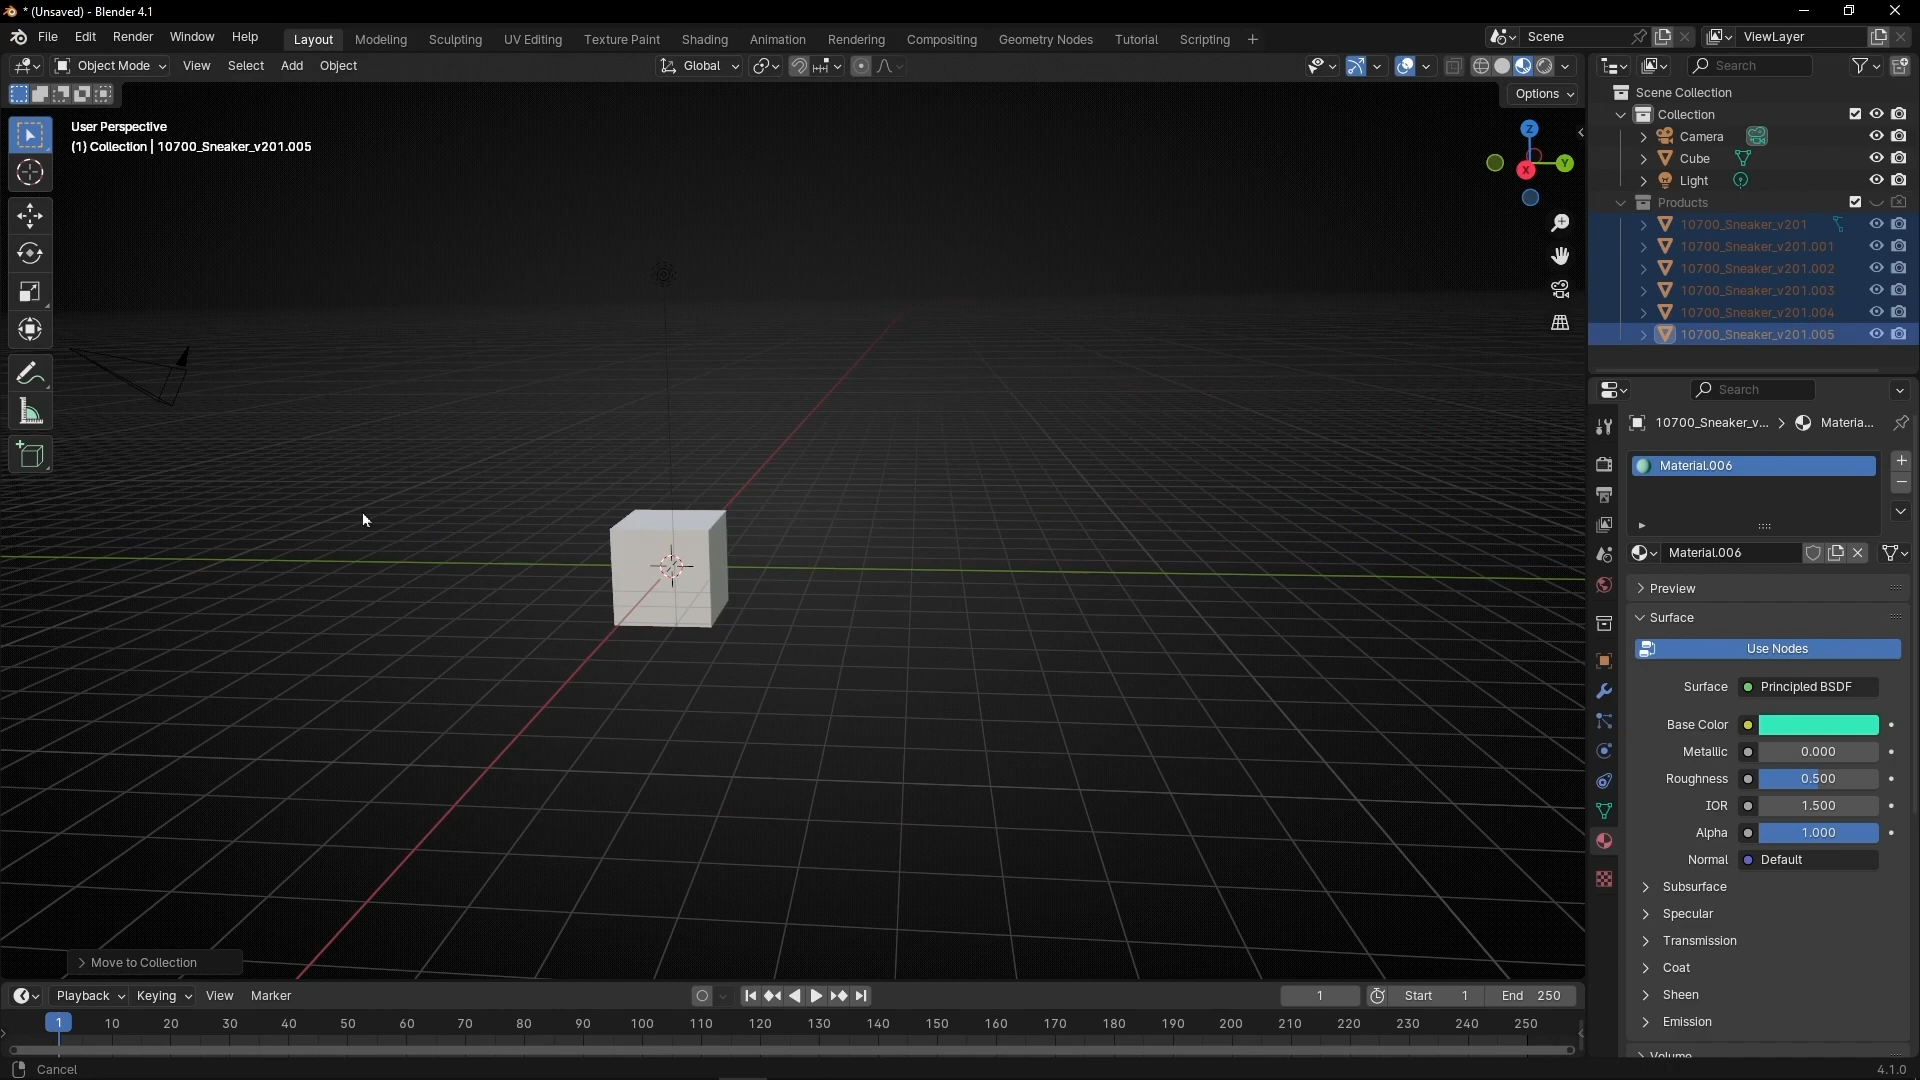 * (Unsaved) - Blender 4.1
File Edit Render Window Help Layout Modeling Sculpting UV Editing Texture Paint Shading Animation Rendering Compositing Geometry Nodes Tutorial Scripting + Scene ViewLayer
Object Mode View Select Add Object Global Search
Options
User Perspective
(1) Collection | 10700_Sneaker_v201.005
Z
Y
X
Scene Collection
Collection
Camera
Cube
Light
Products
10700_Sneaker_v201
10700_Sneaker_v201.001
10700_Sneaker_v201.002
10700_Sneaker_v201.003
10700_Sneaker_v201.004
10700_Sneaker_v201.005
Search
10700_Sneaker_v... > Materia...
Material.006
Material.006
Preview
Surface
Use Nodes
Surface Principled BSDF
Base Color
Metallic 0.000
Roughness 0.500
IOR 1.500
Alpha 1.000
Normal Default
Subsurface
Specular
Transmission
Coat
Sheen
Emission
Volume
Move to Collection
Playback Keying View Marker 1 Start 1 End 250
1 10 20 30 40 50 60 70 80 90 100 110 120 130 140 150 160 170 180 190 200 210 220 230 240 250
Cancel 4.1.0